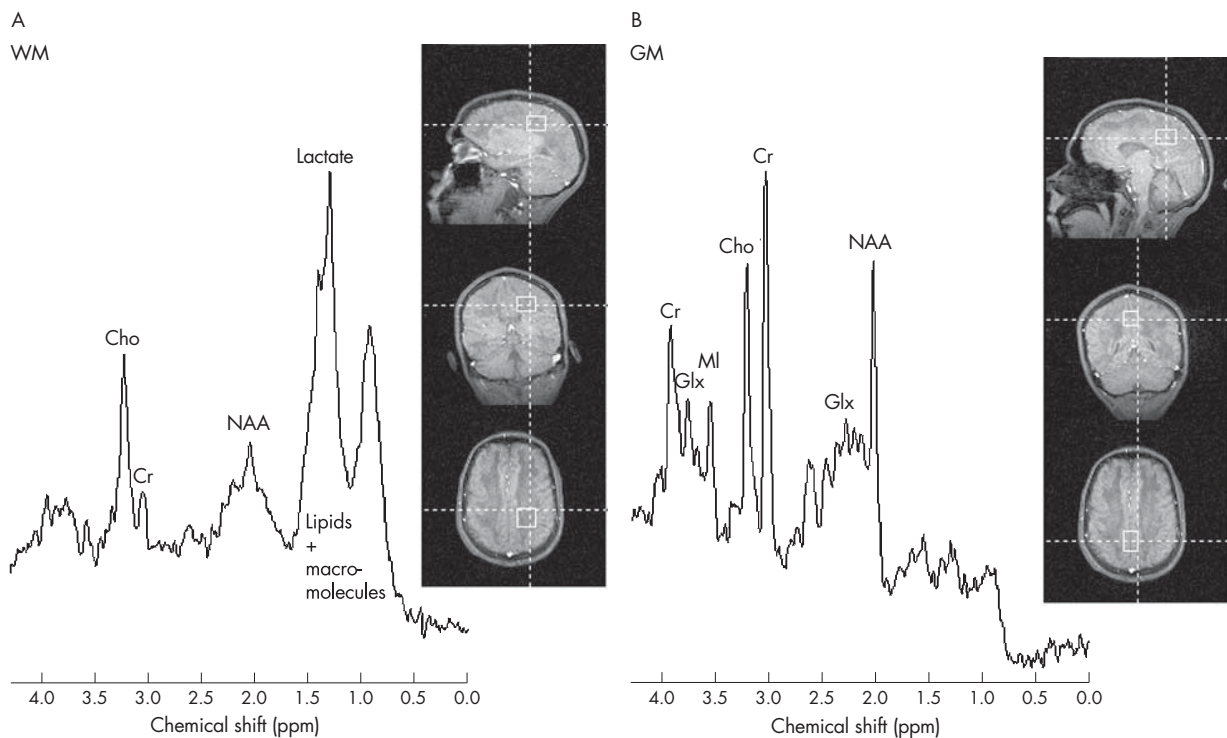 A
WM
Lactate
Cho
NAA
Cr
Lipids
+
macro-
molecules
4.0 3.5 3.0 2.5 2.0 1.5 1.0 0.5 0.0
Chemical shift (ppm)
B
GM
Cr
Cho
NAA
Cr
MI
Glx
Glx
4.0 3.5 3.0 2.5 2.0 1.5 1.0 0.5 0.0
Chemical shift (ppm)